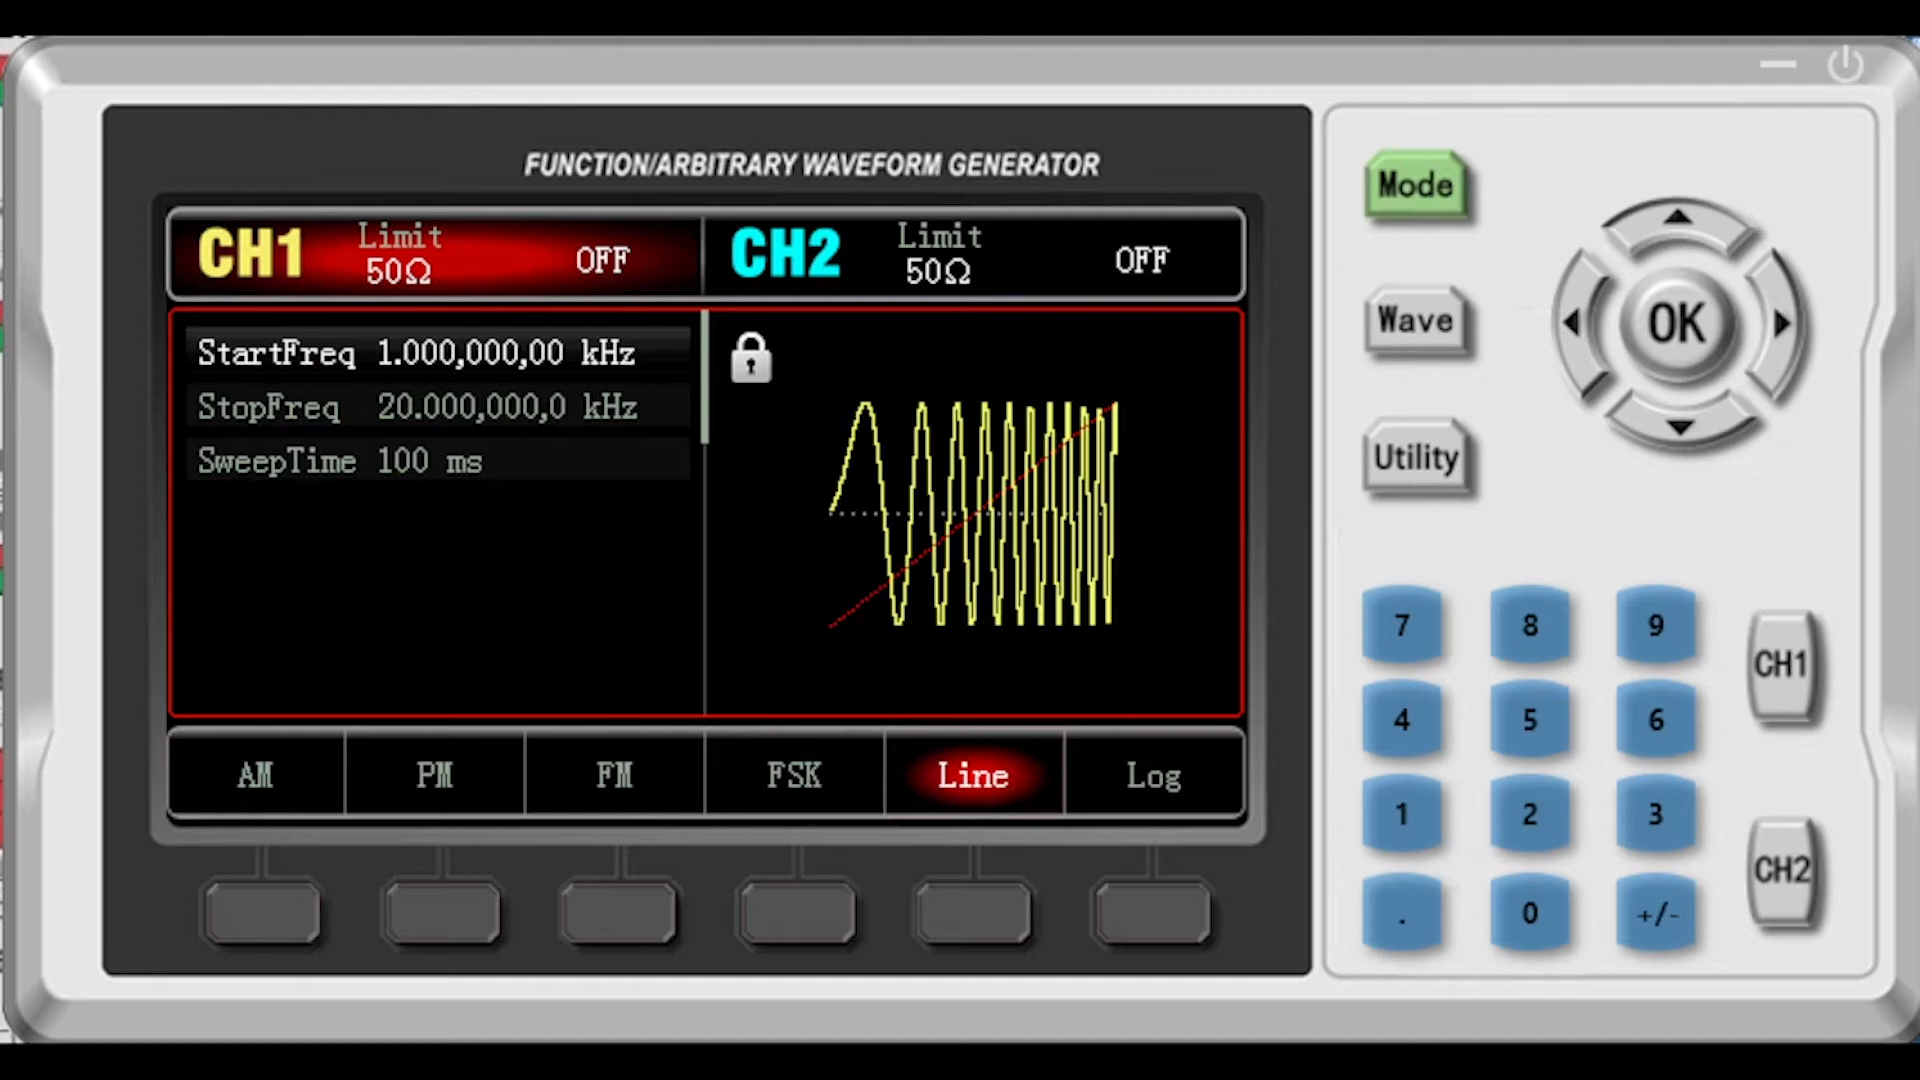 FUNCTION/ARBITRARY WAVEFORM GENERATOR
CH1 Limit 50Ω OFF
CH2 Limit 50Ω OFF
StartFreq 1.000,000,00 kHz
StopFreq 20.000,000,0 kHz
SweepTime 100 ms
AM PM FM FSK Line Log
Mode
Wave
Utility
OK
7 8 9
4 5 6
1 2 3
. 0 +/-
CH1
CH2